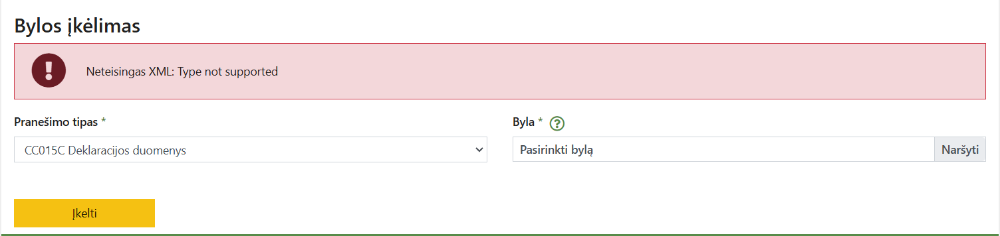 Bylos įkėlimas
Neteisingas XML: Type not supported
Pranešimo tipas *
Byla *
CC015C Deklaracijos duomenys
Pasirinkti bylą
Naršyti
Įkelti